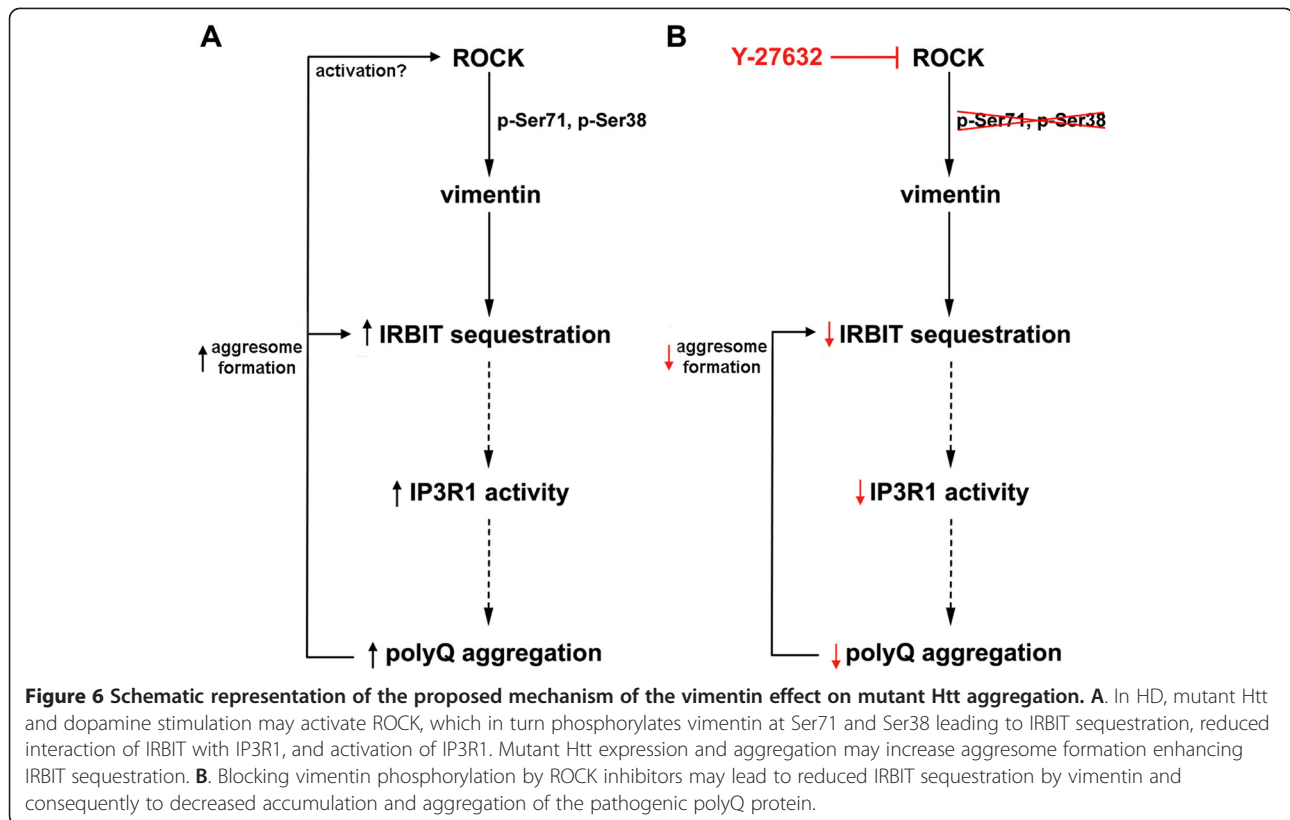 A
ROCK
activation?
p-Ser71, p-Ser38
vimentin
↑ IRBIT sequestration
↑ aggresome
formation
↑ IP3R1 activity
↑ polyQ aggregation
B
Y-27632
ROCK
p-Ser71, p-Ser38
vimentin
↓ IRBIT sequestration
↓ aggresome
formation
↓ IP3R1 activity
↓ polyQ aggregation
Figure 6 Schematic representation of the proposed mechanism of the vimentin effect on mutant Htt aggregation. A. In HD, mutant Htt
and dopamine stimulation may activate ROCK, which in turn phosphorylates vimentin at Ser71 and Ser38 leading to IRBIT sequestration, reduced
interaction of IRBIT with IP3R1, and activation of IP3R1. Mutant Htt expression and aggregation may increase aggresome formation enhancing
IRBIT sequestration. B. Blocking vimentin phosphorylation by ROCK inhibitors may lead to reduced IRBIT sequestration by vimentin and
consequently to decreased accumulation and aggregation of the pathogenic polyQ protein.